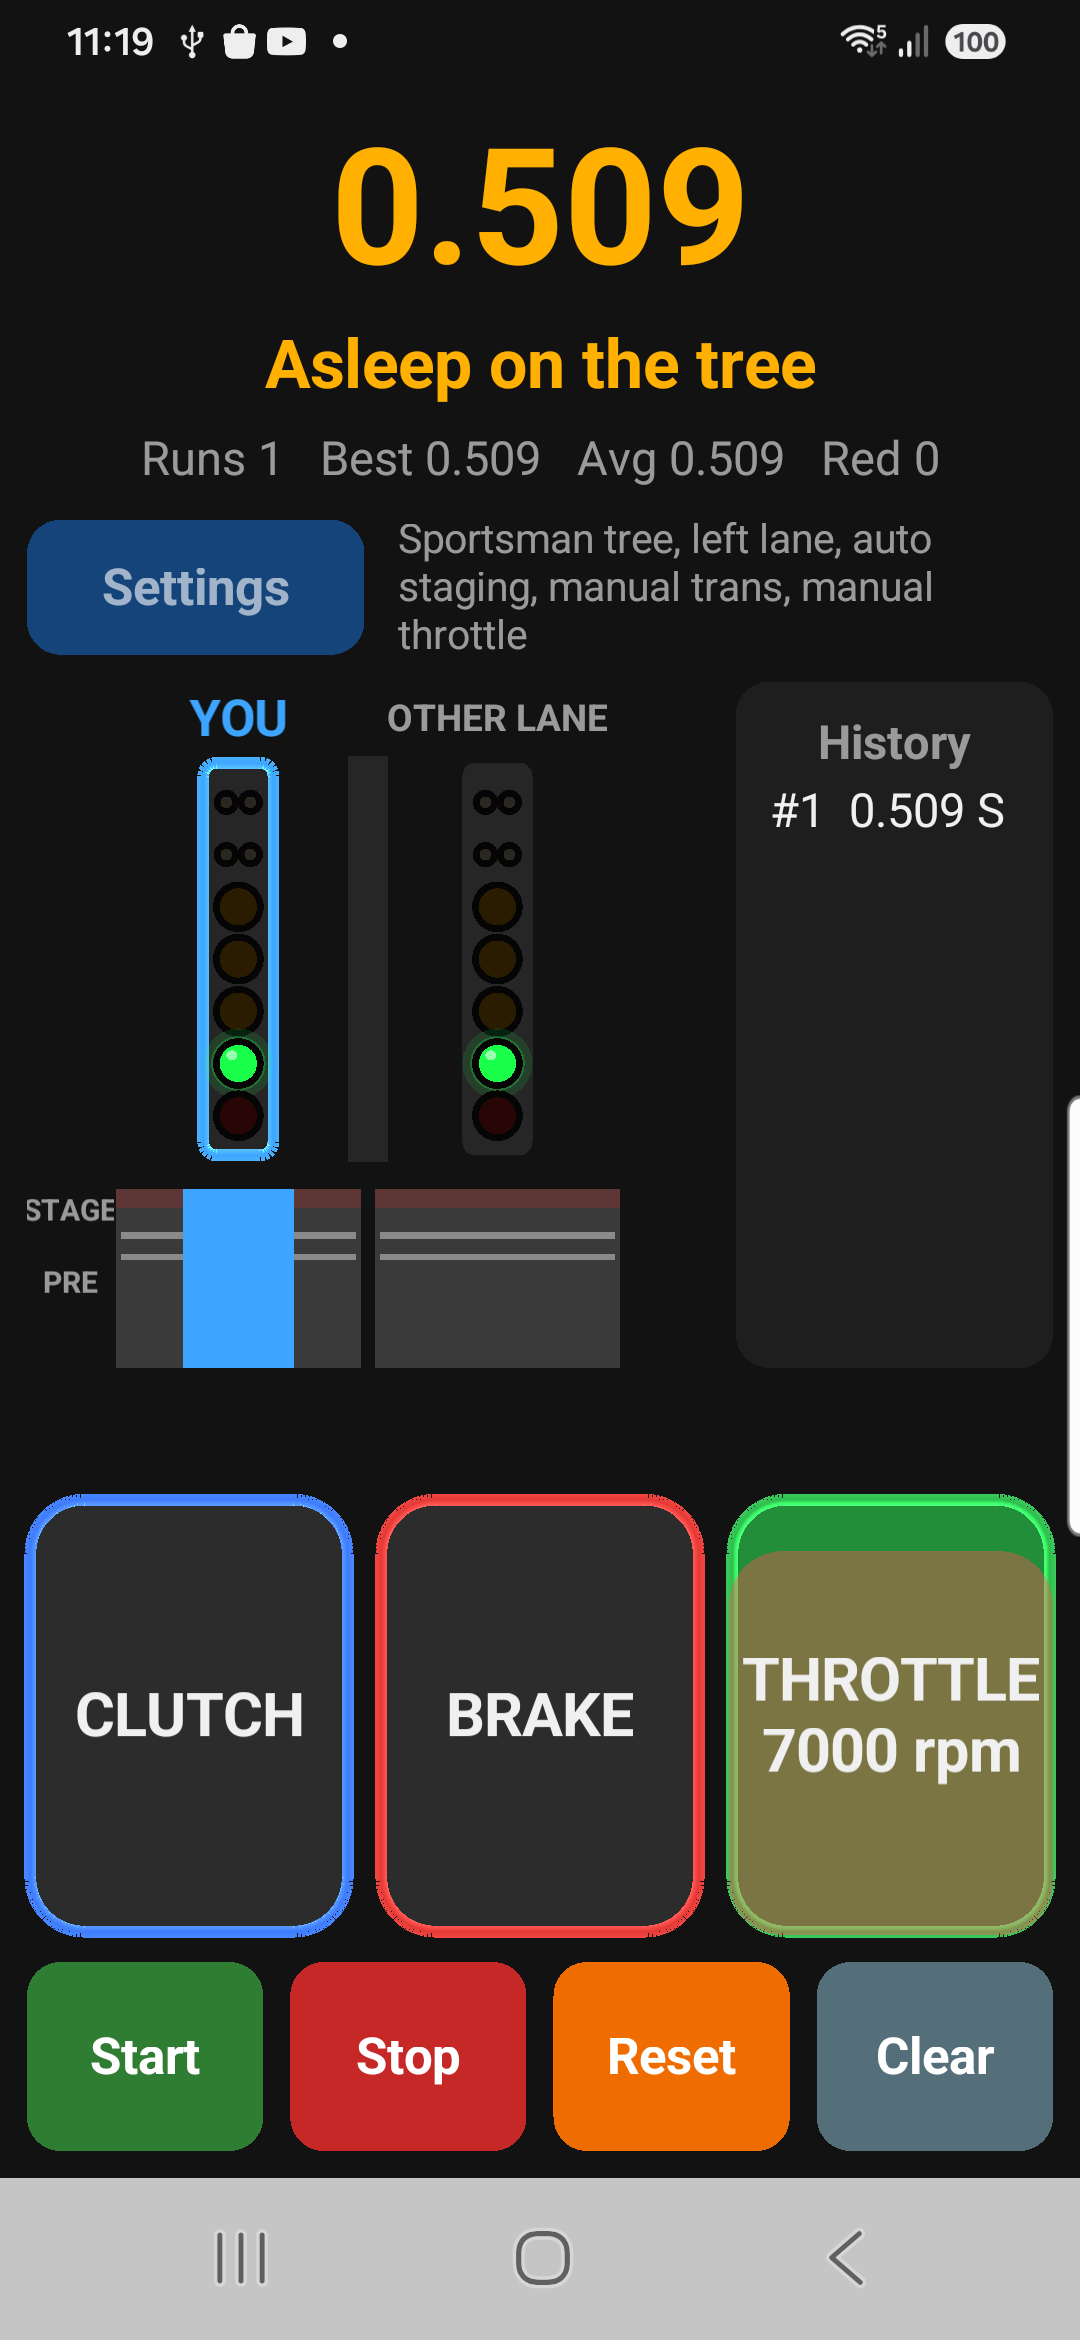 11:19
5
100
0.509
Asleep on the tree
Runs 1 Best 0.509 Avg 0.509 Red 0
Settings
Sportsman tree, left lane, auto
staging, manual trans, manual
throttle
YOU
OTHER LANE
History
#1 0.509 S
STAGE
PRE
CLUTCH
BRAKE
THROTTLE
7000 rpm
Start
Stop
Reset
Clear